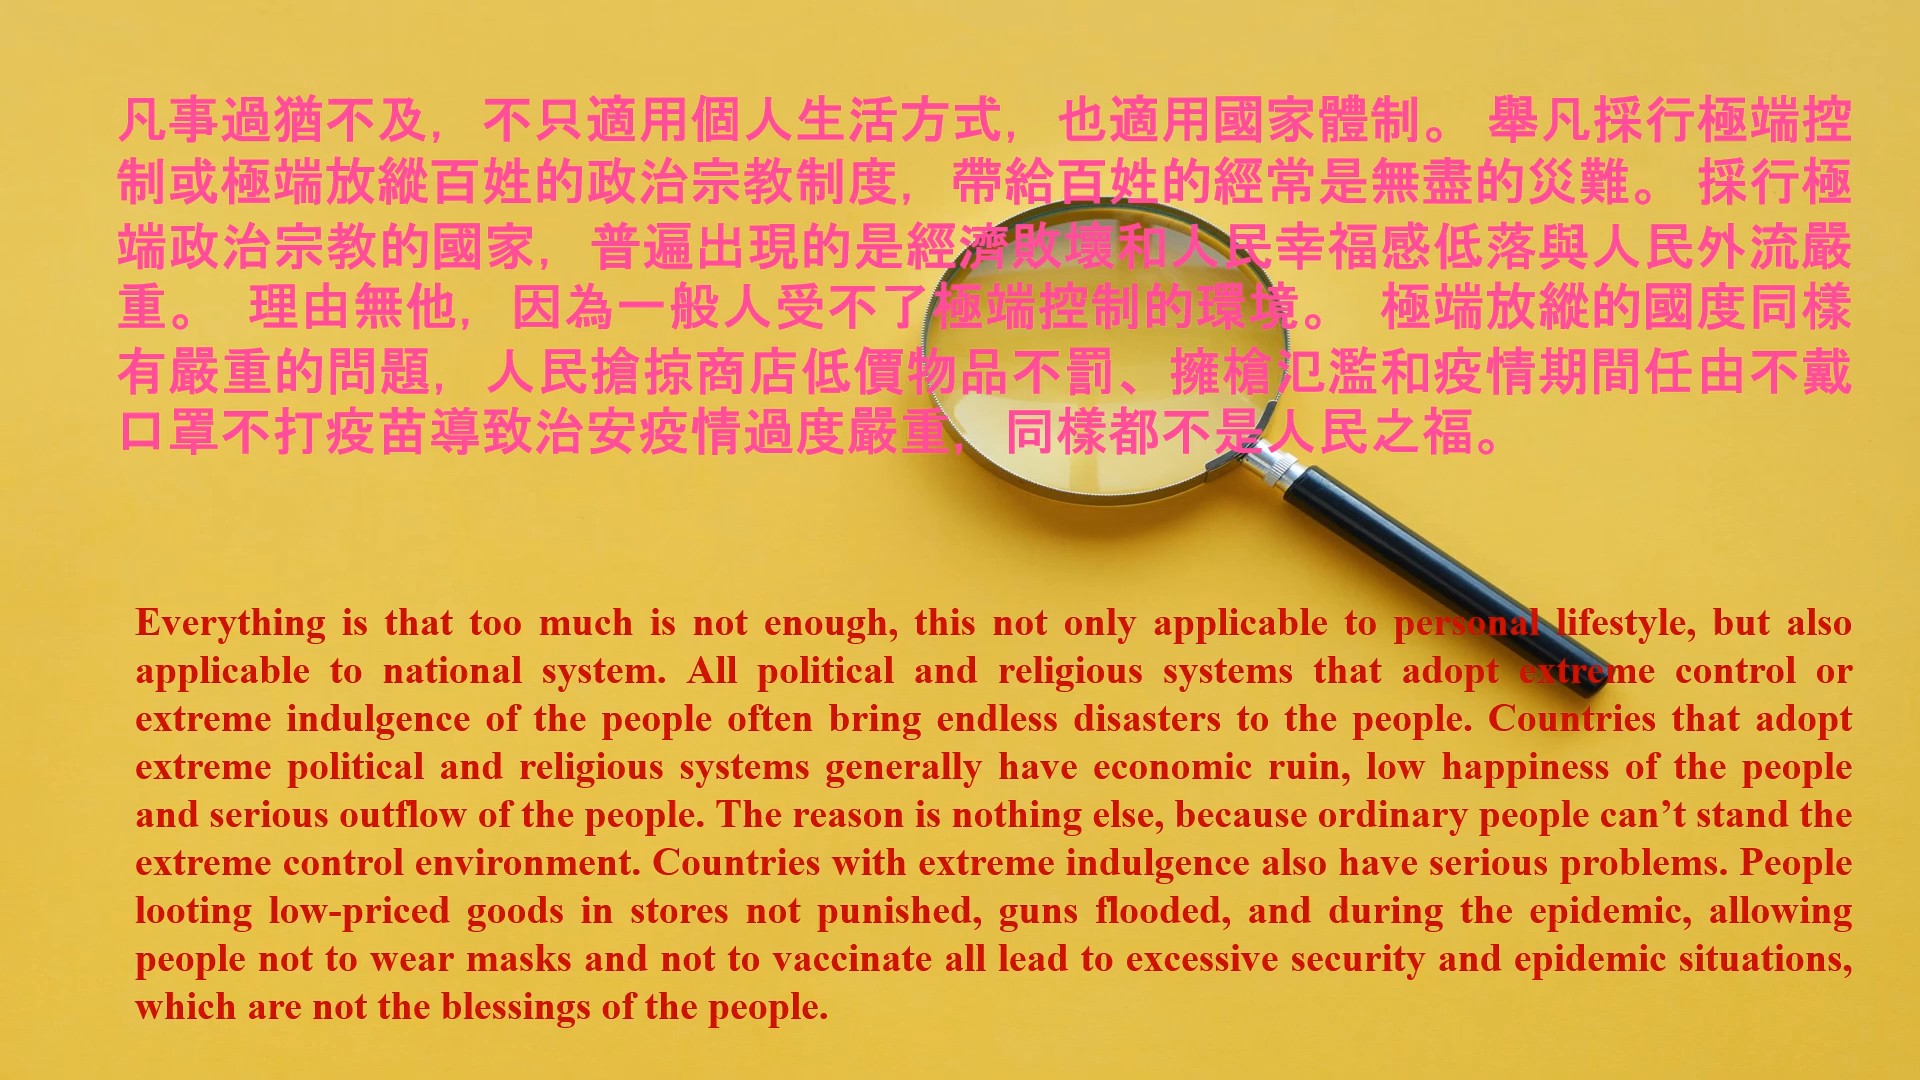 凡事過猶不及，不只適用個人生活方式，也適用國家體制。 舉凡採行極端控
制或極端放縱百姓的政治宗教制度，帶給百姓的經常是無盡的災難。 採行極
端政治宗教的國家，普遍出現的是經濟敗壞和人民幸福感低落與人民外流嚴
重。 理由無他，因為一般人受不了極端控制的環境。 極端放縱的國度同樣
有嚴重的問題，人民搶掠商店低價物品不罰、擁槍氾濫和疫情期間任由不戴
口罩不打疫苗導致治安疫情過度嚴重，同樣都不是人民之福。
Everything is that too much is not enough, this not only applicable to personal lifestyle, but also
applicable to national system. All political and religious systems that adopt extreme control or
extreme indulgence of the people often bring endless disasters to the people. Countries that adopt
extreme political and religious systems generally have economic ruin, low happiness of the people
and serious outflow of the people. The reason is nothing else, because ordinary people can’t stand the
extreme control environment. Countries with extreme indulgence also have serious problems. People
looting low-priced goods in stores not punished, guns flooded, and during the epidemic, allowing
people not to wear masks and not to vaccinate all lead to excessive security and epidemic situations,
which are not the blessings of the people.